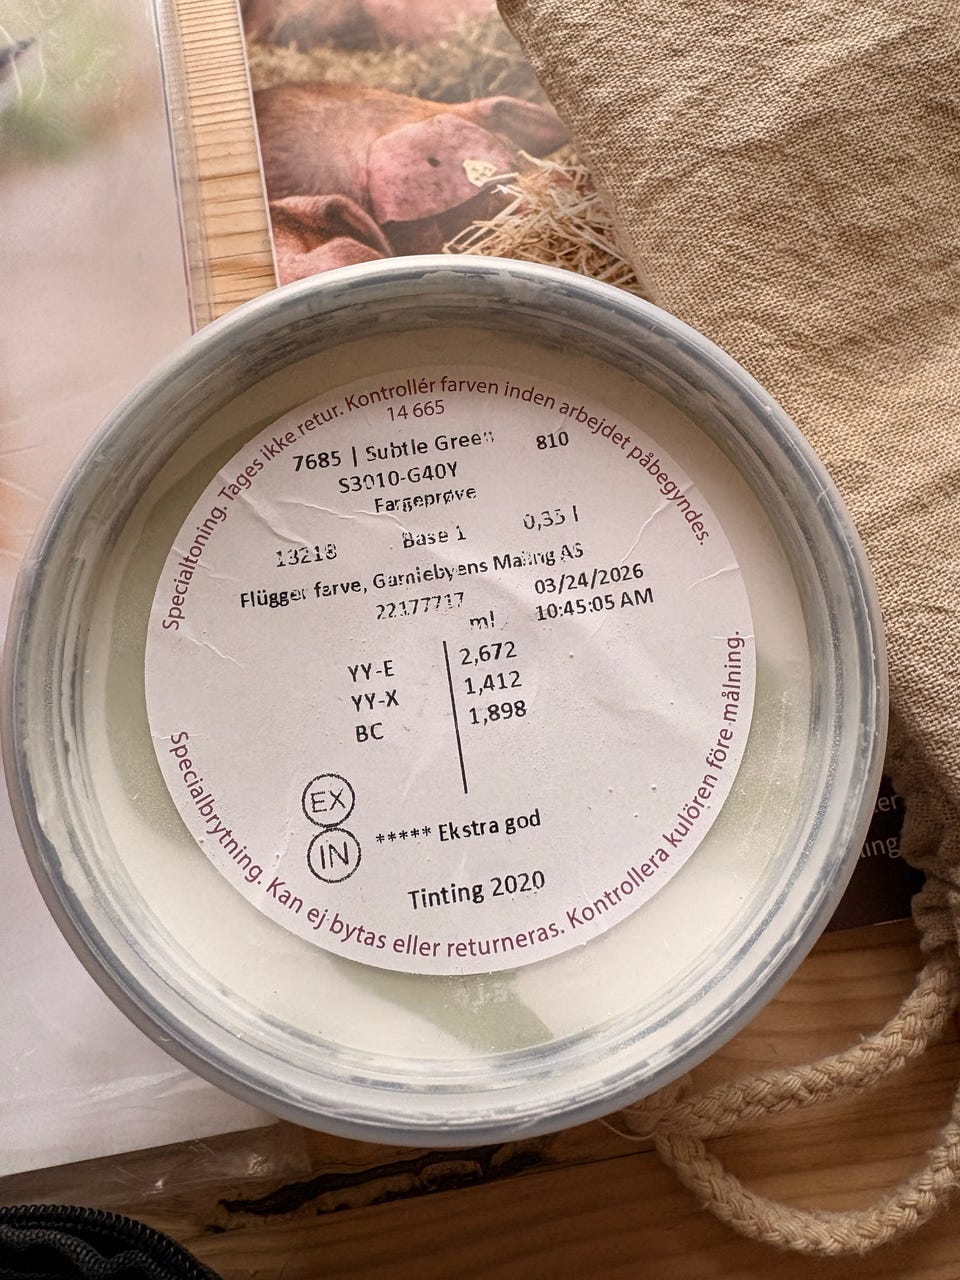 Specialtoning. Tages ikke retur. Kontrollér farven inden arbejdet påbegyndes.
14 665
7685 | Subtle Green 810
S3010-G40Y
Fargeprøve
13218 Base 1 0,35 l
Flügger farve, Gamlebyens Maling AS
22177717 03/24/2026
ml 10:45:05 AM
YY-E 2,672
YY-X 1,412
BC 1,898
EX
IN ***** Ekstra god
Tinting 2020
Specialbrytning. Kan ej bytas eller returneras. Kontrollera kulören före målning.